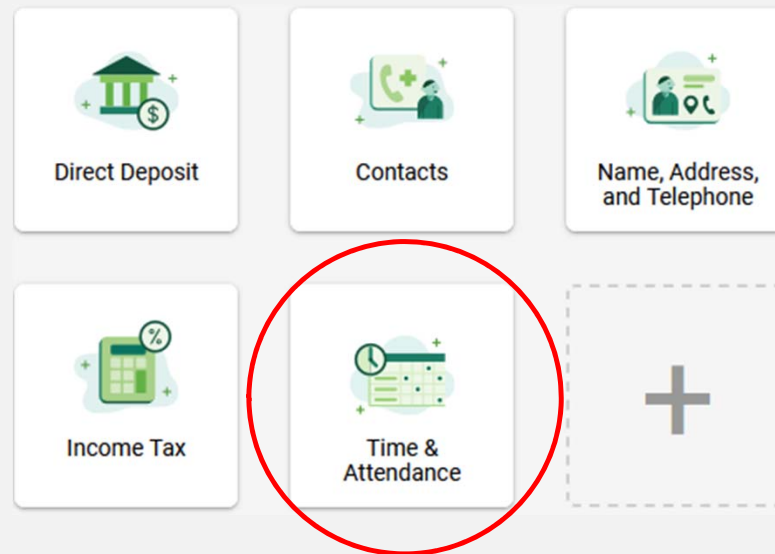 $
Direct Deposit
Contacts
Name, Address,
and Telephone
%
Income Tax
Time &
Attendance